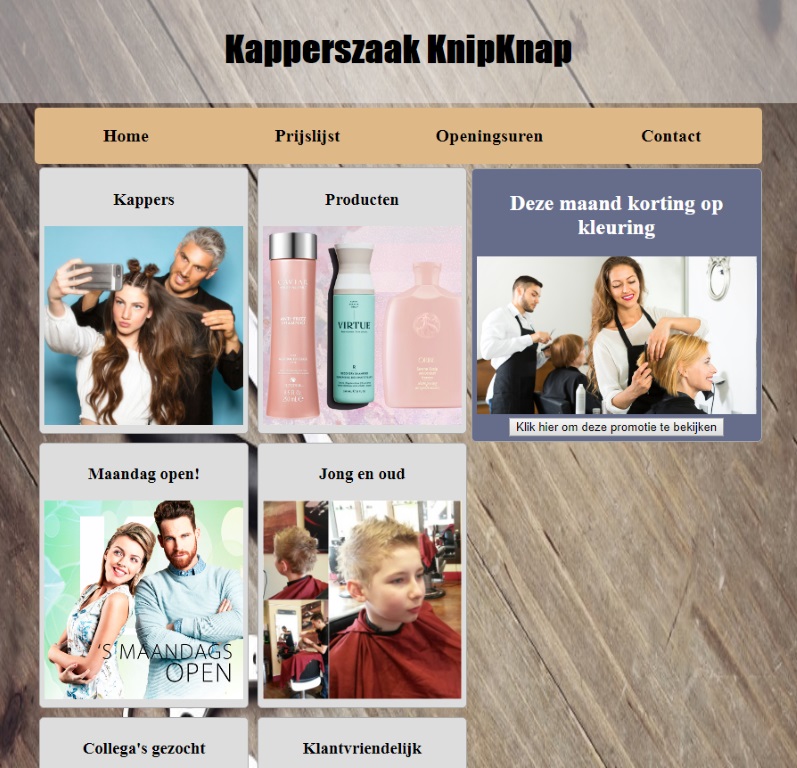 Kapperszaak KnipKnap
Home Prijslijst Openingsuren Contact
Kappers
Producten
VIRTUE
Deze maand korting op
kleuring
Klik hier om deze promotie te bekijken
Maandag open!
'S MAANDAGS
OPEN
Jong en oud
Collega's gezocht
Klantvriendelijk